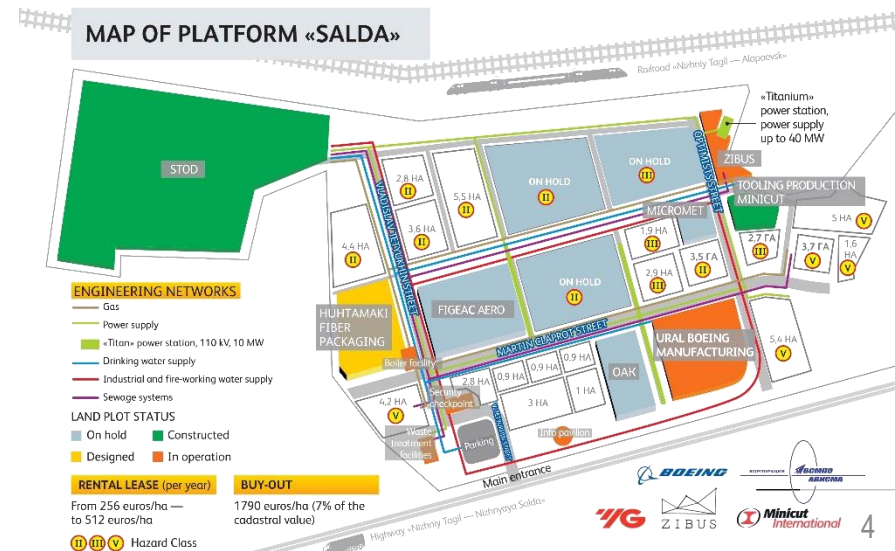 MAP OF PLATFORM «SALDA»
Railroad «Nizhniy Tagil — Alapaevsk»
«Titanium»
power station,
power supply
up to 40 MW
STOD
ZIBUS
TOOLING PRODUCTION
MINICUT
OPTIMISTS STREET
ON HOLD
III
ON HOLD
II
2,8 HA
II
5,5 HA
II
3,6 HA
II
4,4 HA
II
MICROMET
1,9 HA
III
2,7 ГА
III
5 HA
V
3,7 ГА
V
1,6
HA
V
2,9 HA
III
3,5 ГА
II
ON HOLD
II
FIGEAC AERO
HUHTAMAKI
FIBER
PACKAGING
MARTIN CLAPROT STREET
URAL BOEING
MANUFACTURING
5,4 HA
V
OAK
Boiler facility
Security
checkpoint
2,8 HA
0,9 HA
0,9 HA
0,9 HA
3 HA
1 HA
4,2 HA
V
Waste
treatment
facilities
Parking
Info pavilion
Main entrance
Highway «Nizhniy Tagil — Nizhnyaya Salda»
ENGINEERING NETWORKS
Gas
Power supply
«Titan» power station, 110 kV, 10 MW
Drinking water supply
Industrial and fire-working water supply
Sewage systems
LAND PLOT STATUS
On hold
Constructed
Designed
In operation
RENTAL LEASE (per year)
From 256 euros/ha —
to 512 euros/ha
BUY-OUT
1790 euros/ha (7% of the
cadastral value)
II III V Hazard Class
BOEING
YG
ZIBUS
Minicut
International
4